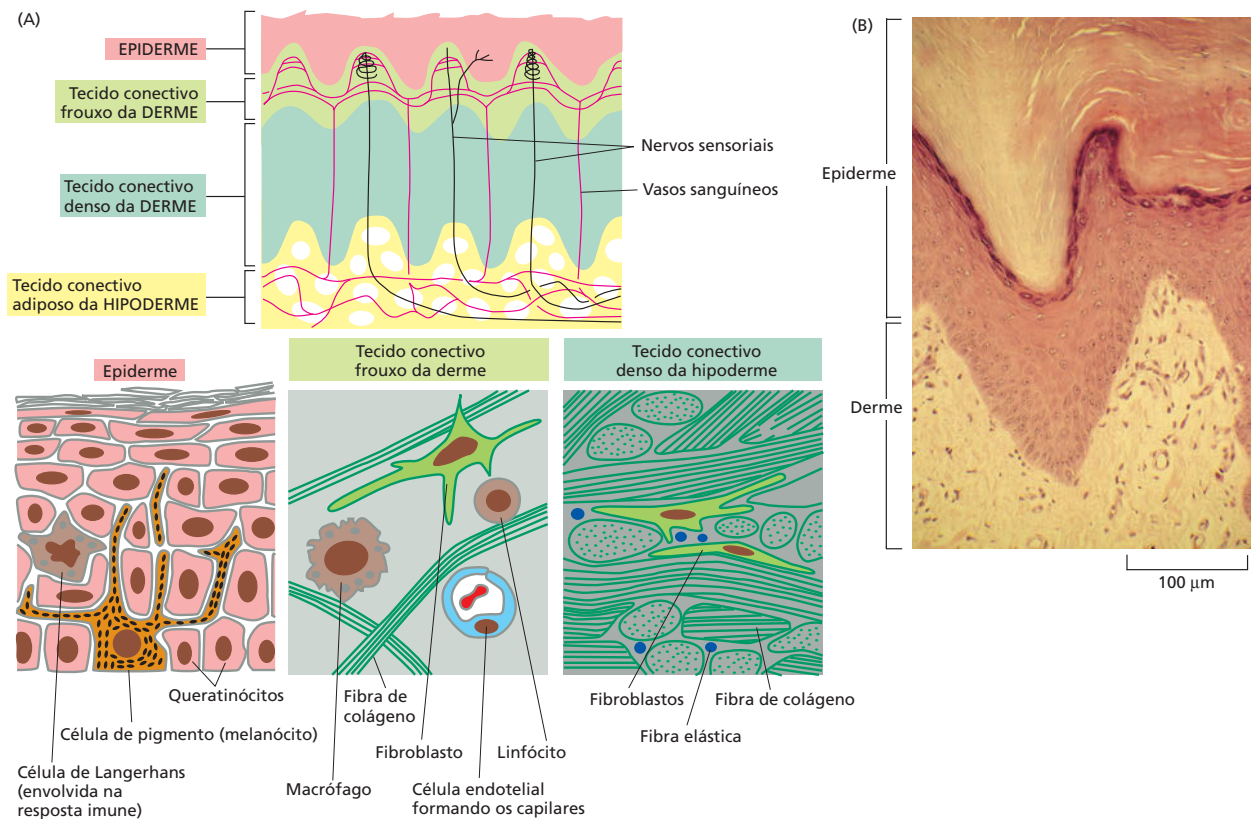 (A)
EPIDERME
Tecido conectivo
frouxo da DERME
Tecido conectivo
denso da DERME
Tecido conectivo
adiposo da HIPODERME
Nervos sensoriais
Vasos sanguíneos
(B)
Epiderme
Derme
100 μm
Epiderme
Queratinócitos
Célula de pigmento (melanócito)
Célula de Langerhans
(envolvida na
resposta imune)
Tecido conectivo
frouxo da derme
Fibra de
colágeno
Fibroblasto
Linfócito
Macrófago
Célula endotelial
formando os capilares
Tecido conectivo
denso da hipoderme
Fibroblastos
Fibra de colágeno
Fibra elástica